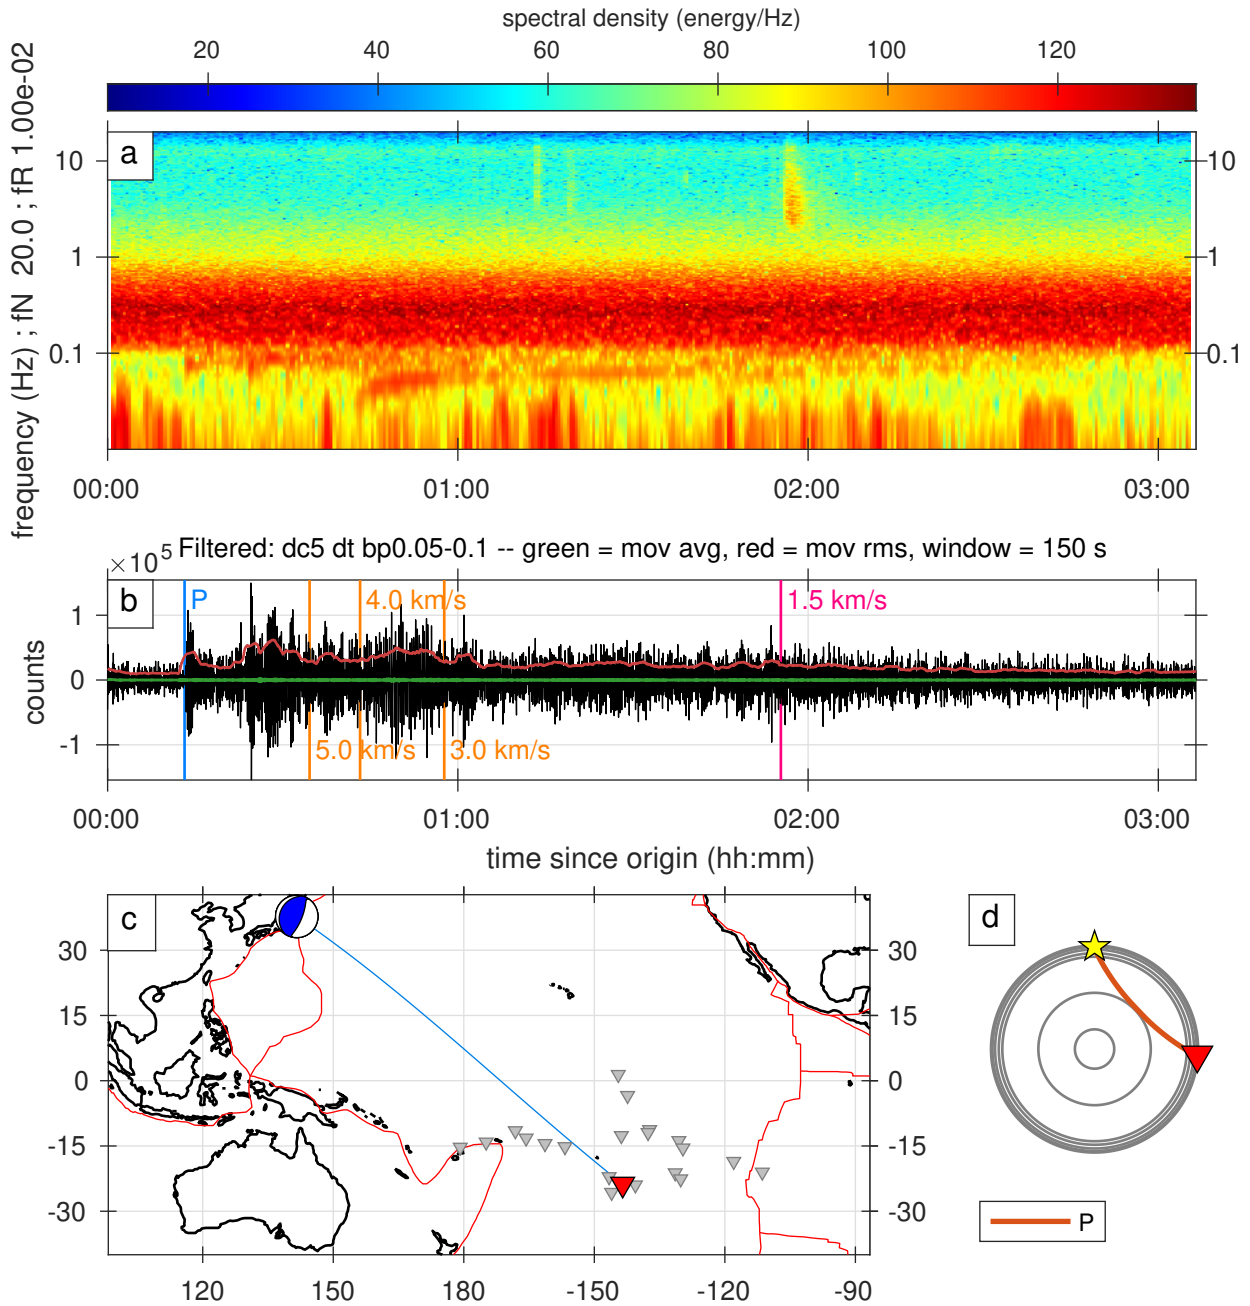 spectral density (energy/Hz)
20 40 60 80 100 120
a
frequency (Hz) ; fN 20.0 ; fR 1.00e-02
10 10
1 1
0.1 0.1
00:00 01:00 02:00 03:00
×10^5 Filtered: dc5 dt bp0.05-0.1 -- green = mov avg, red = mov rms, window = 150 s
b
P 4.0 km/s 1.5 km/s
counts
1
0
-1
5.0 km/s 3.0 km/s
00:00 01:00 02:00 03:00
time since origin (hh:mm)
c
d
30 30
15 15
0 0
-15 -15
-30 -30
120 150 180 -150 -120 -90
P